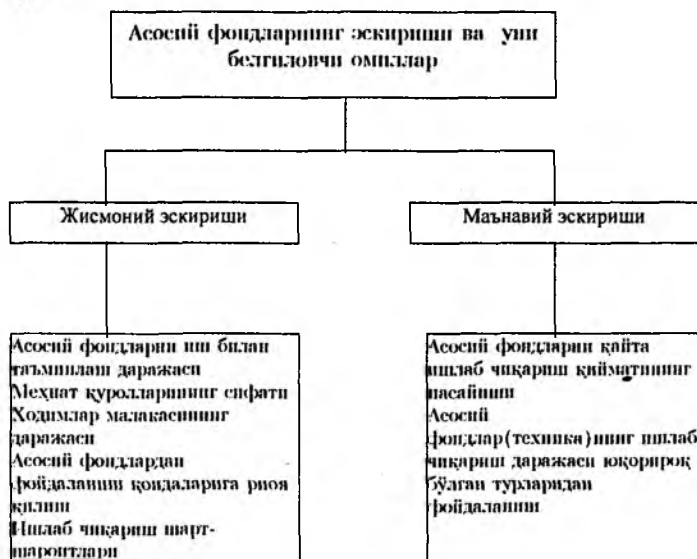 Асосий фондларнинг эскириши ва уни
белгиловчи омиллар
Жисмоний эскириши
Маънавий эскириши
Асосий фондларни иш билан
таъминлаш даражаси
Меҳнат қуролларининг сифати
Ходимлар малакасининг
даражаси
Асосий фондлардан
фойдаланиш қоидаларига риоя
қилиш
Ишлаб чиқариш шарт-
шароитлари
Асосий фондларни қайта
ишлаб чиқариш қийматининг
пасайиши
Асосий
фондлар(техника)нинг ишлаб
чиқариш даражаси юқорироқ
бўлган турларидан
фойдаланиш